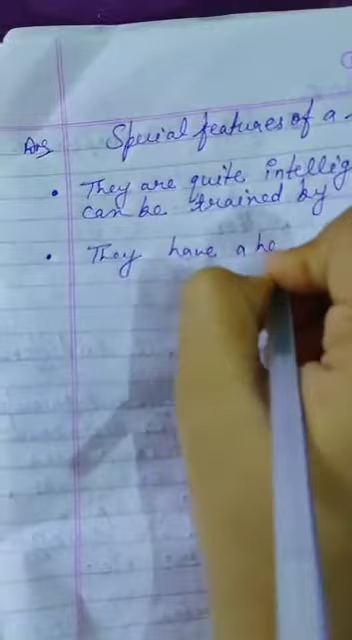 Ans Special features of a
• They are quite intellig
can be trained by
• They have a he